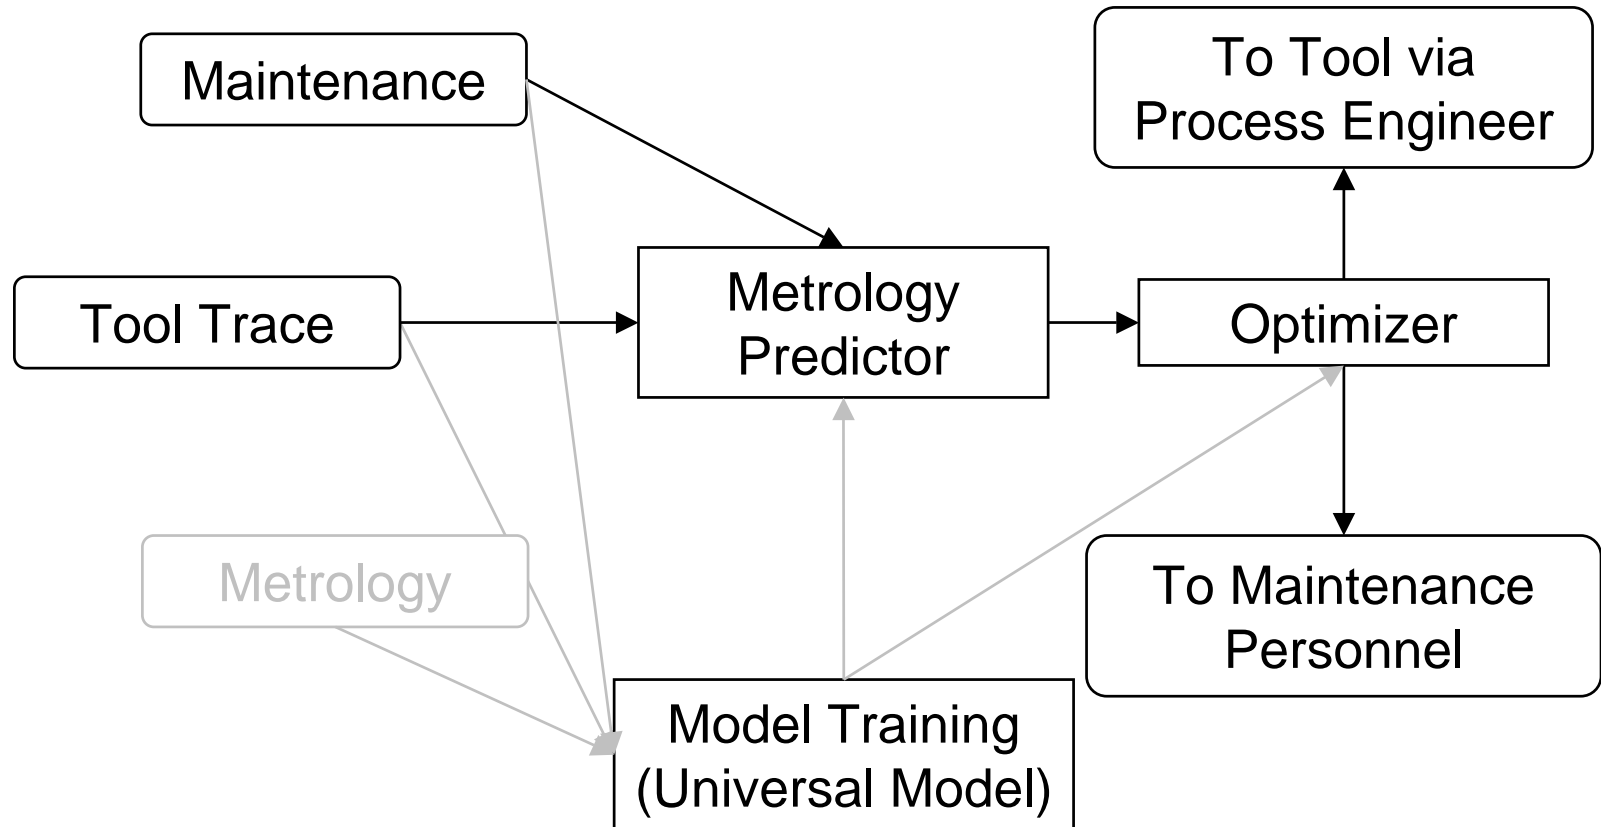 Maintenance
To Tool via
Process Engineer
Tool Trace
Metrology
Predictor
Optimizer
Metrology
To Maintenance
Personnel
Model Training
(Universal Model)